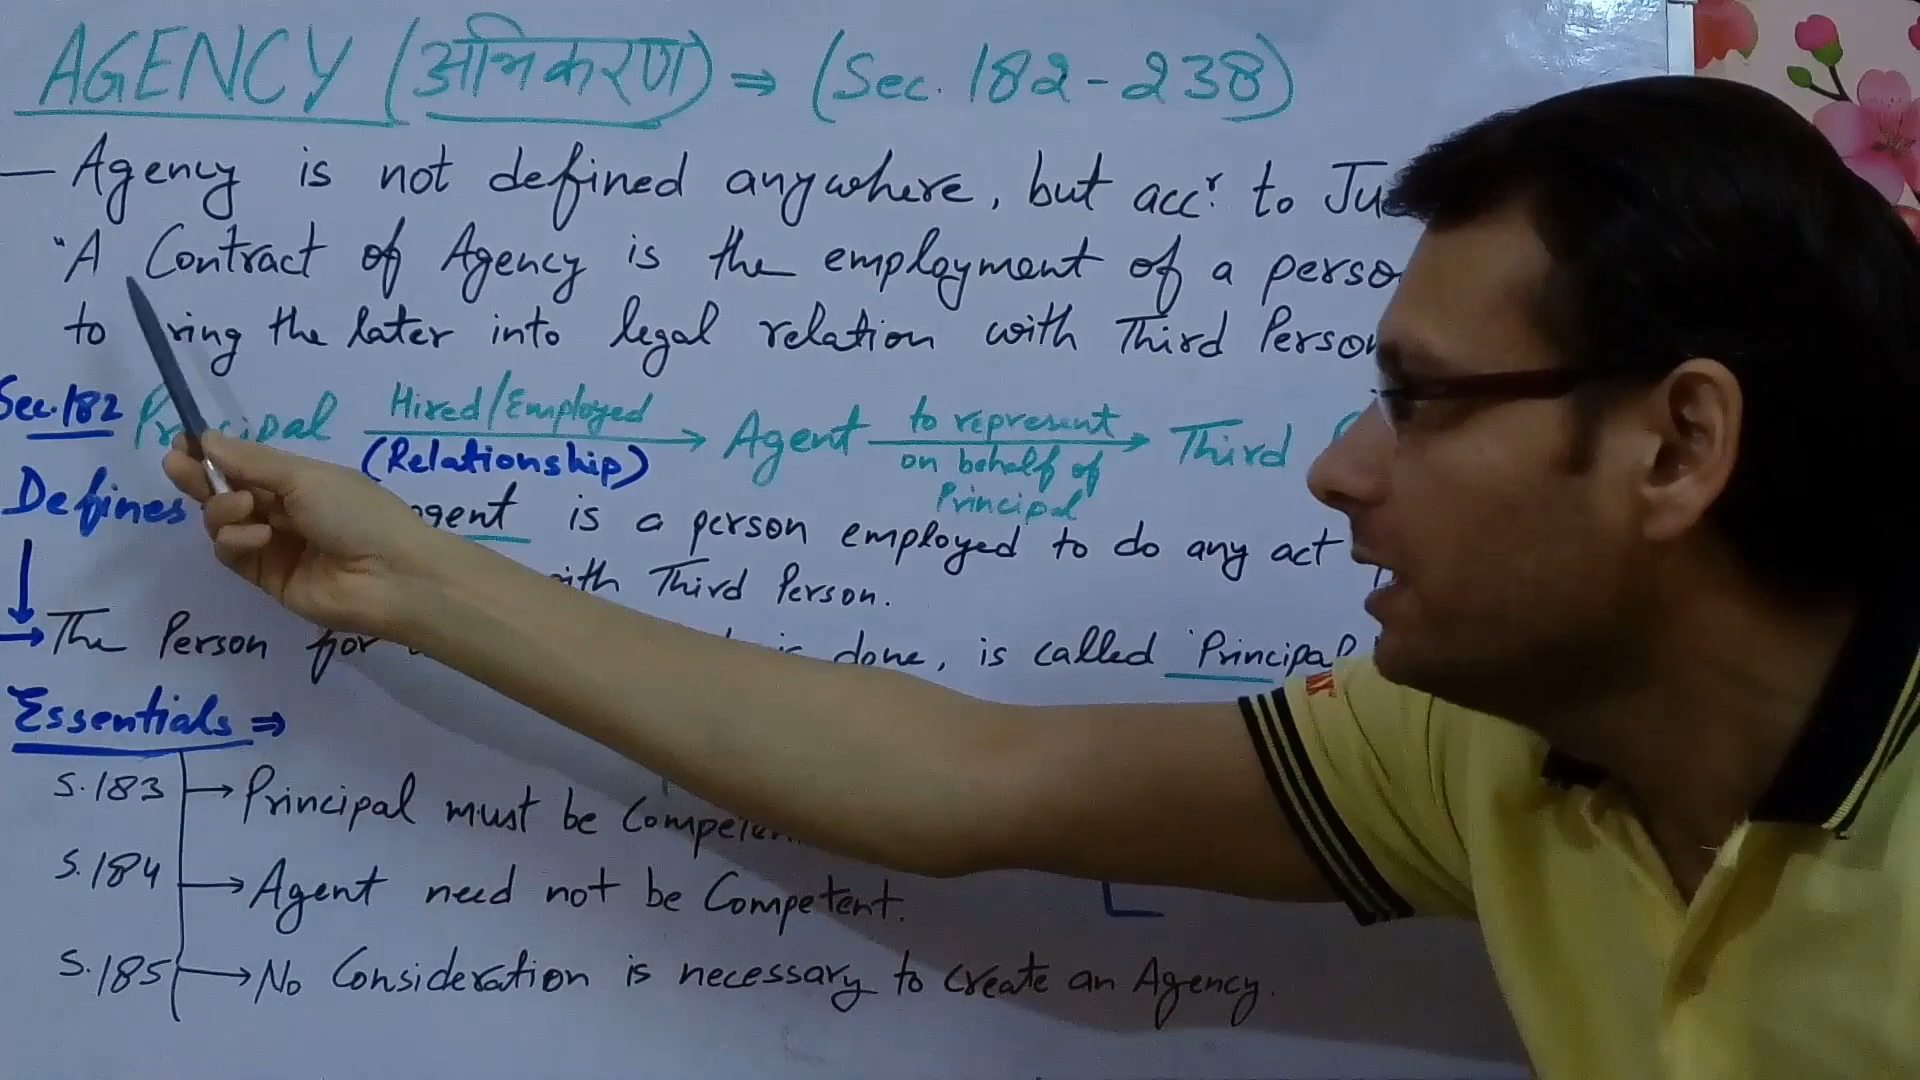 AGENCY (अभिकरण) ⇒ (Sec. 182-238)
— Agency is not defined anywhere, but accr. to
"A Contract of Agency is the employment of a
to the later into legal relation with Third
Sec.182 Hired/Employed Agent to represent Third
(Relationship) on behalf of
Principal
Defines is a person employed to do any act
Third Person.
→ The Person for done, is called 'Principal
Essentials ⇒
S.183 → Principal must be
S.184 → Agent need not be Competent.
S.185 → No Consideration is necessary to create an Agency.